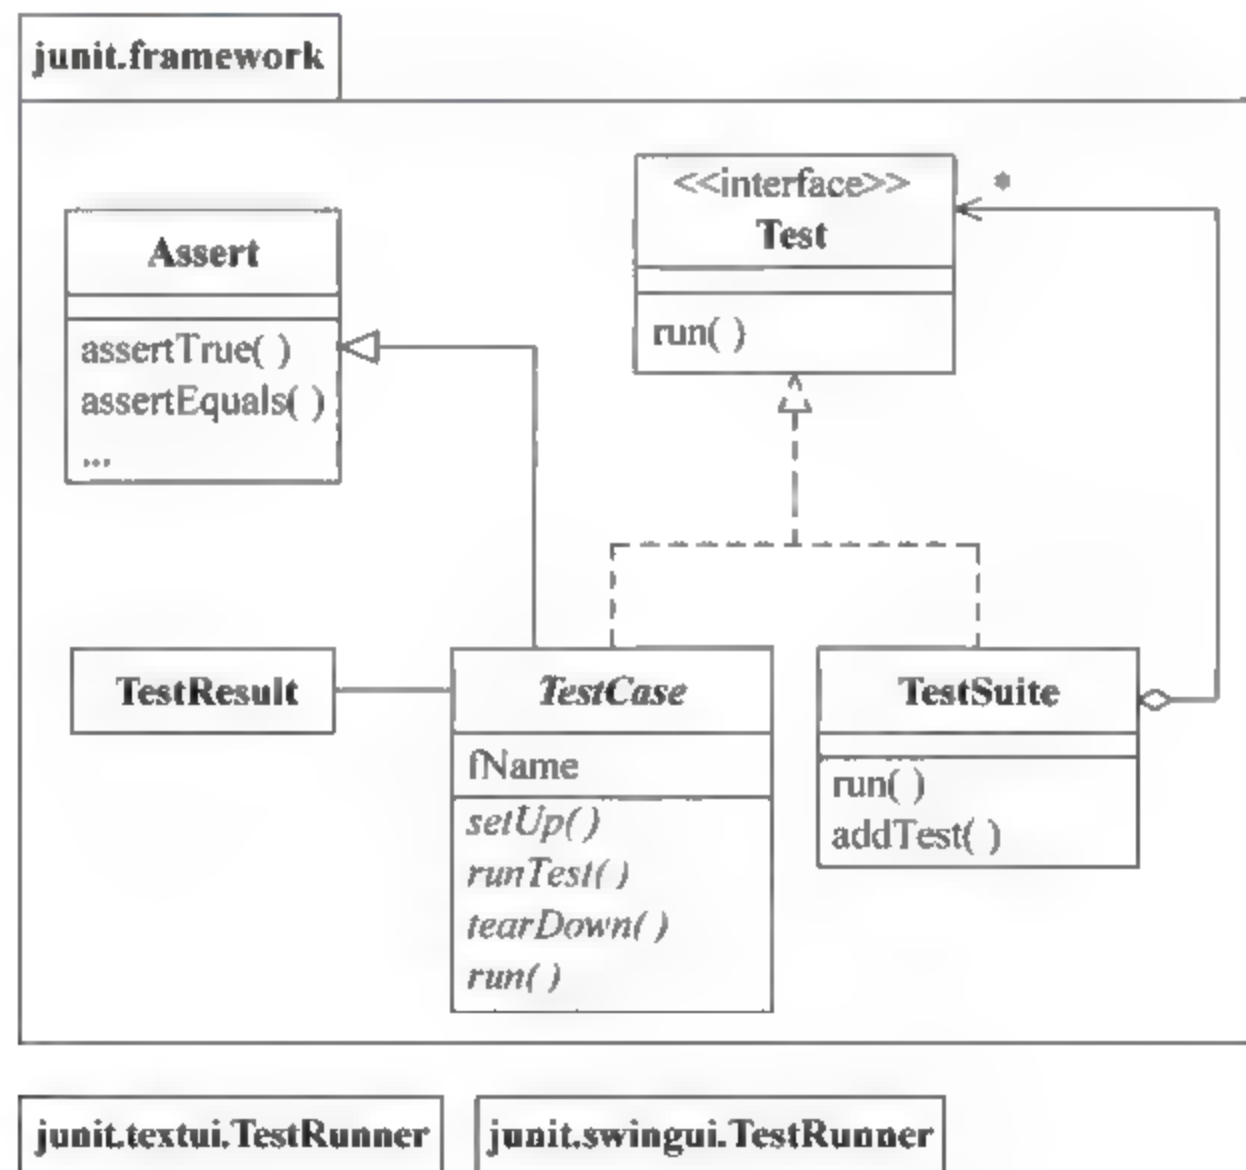 junit.framework
<<interface>>
Test
*
run( )
Assert
assertTrue( )
assertEquals( )
...
TestResult
TestCase
fName
setUp( )
runTest( )
tearDown( )
run( )
TestSuite
run( )
addTest( )
junit.textui.TestRunner
junit.swingui.TestRunner